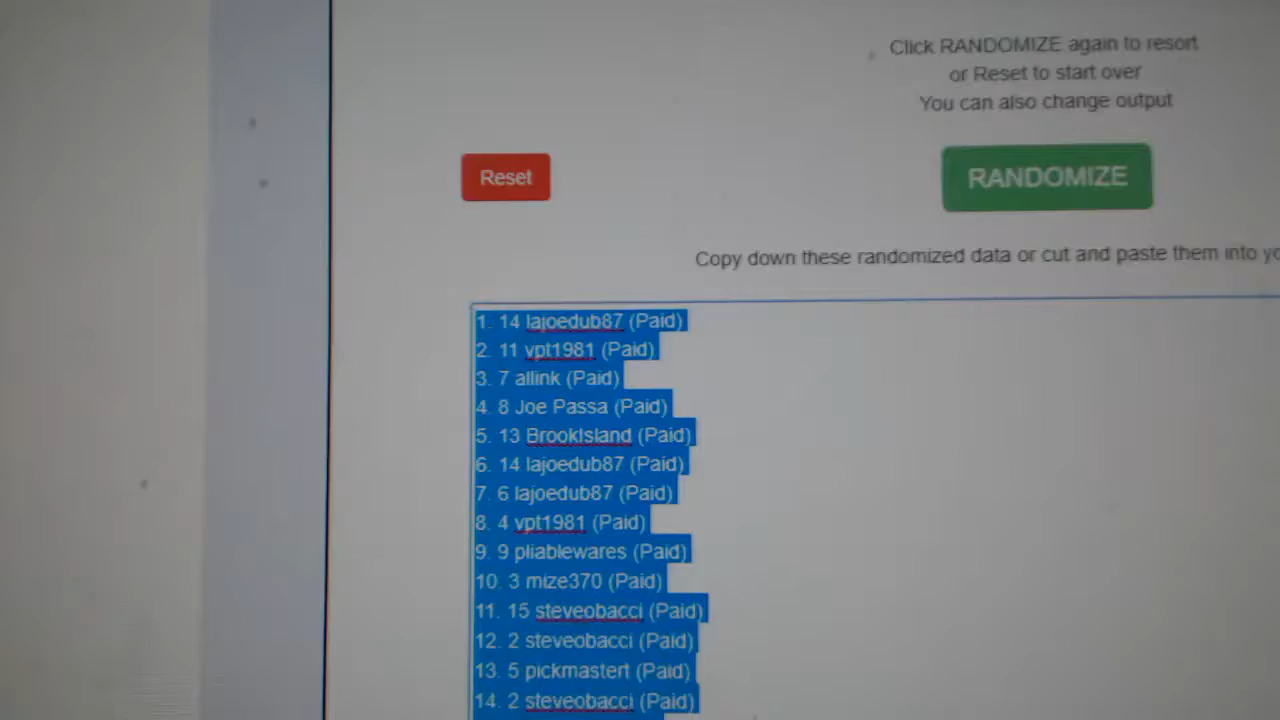 Click RANDOMIZE again to resort
or Reset to start over
You can also change output
Reset
RANDOMIZE
Copy down these randomized data or cut and paste them into
1. 14 lajoedub87 (Paid)
2. 11 vpt1981 (Paid)
3. 7 allink (Paid)
4. 8 Joe Passa (Paid)
5. 13 BrookIsland (Paid)
6. 14 lajoedub87 (Paid)
7. 6 lajoedub87 (Paid)
8. 4 vpt1981 (Paid)
9. 9 pliablewares (Paid)
10. 3 mize370 (Paid)
11. 15 steveobacci (Paid)
12. 2 steveobacci (Paid)
13. 5 pickmastert (Paid)
14. 2 steveobacci (Paid)